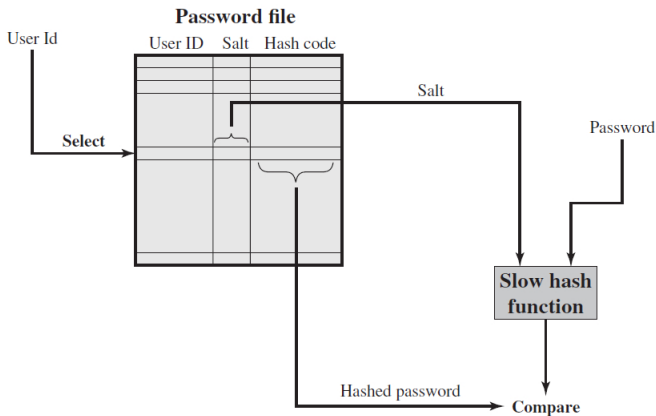 Password file
User Id
User ID Salt Hash code
Salt
Password
Select
Slow hash
function
Hashed password
Compare